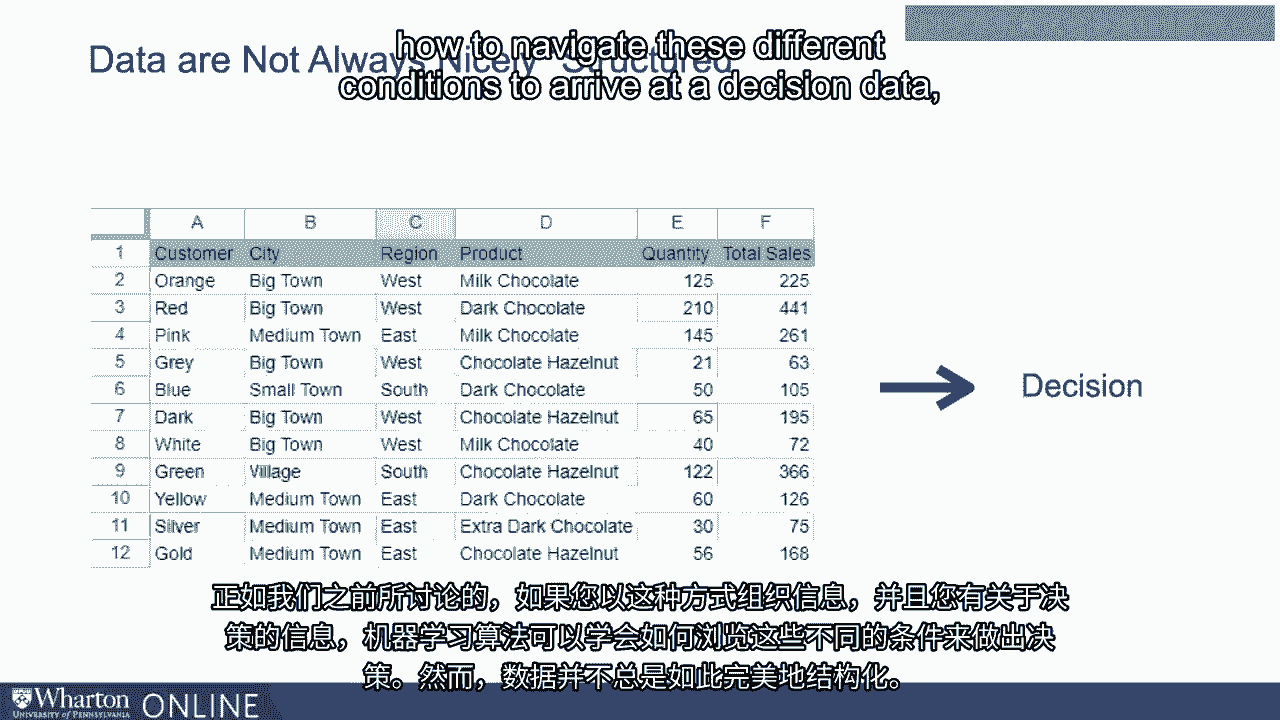 how to navigate these different
Data are Not Always Nicely "Structured"
conditions to arrive at a decision data,
A B C D E F
1 Customer City Region Product Quantity Total Sales
2 Orange Big Town West Milk Chocolate 125 225
3 Red Big Town West Dark Chocolate 210 441
4 Pink Medium Town East Milk Chocolate 145 261
5 Grey Big Town West Chocolate Hazelnut 21 63
6 Blue Small Town South Dark Chocolate 50 105
7 Dark Big Town West Chocolate Hazelnut 65 195
8 White Big Town West Milk Chocolate 40 72
9 Green Village South Chocolate Hazelnut 122 366
10 Yellow Medium Town East Dark Chocolate 60 126
11 Silver Medium Town East Extra Dark Chocolate 30 75
12 Gold Medium Town East Chocolate Hazelnut 56 168
Decision
正如我们之前所讨论的，如果您以这种方式组织信息，并且您有关于决
策的信息，机器学习算法可以学会如何浏览这些不同的条件来做出决
策。然而，数据并不总是如此完美地结构化。
Wharton ONLINE
UNIVERSITY of PENNSYLVANIA